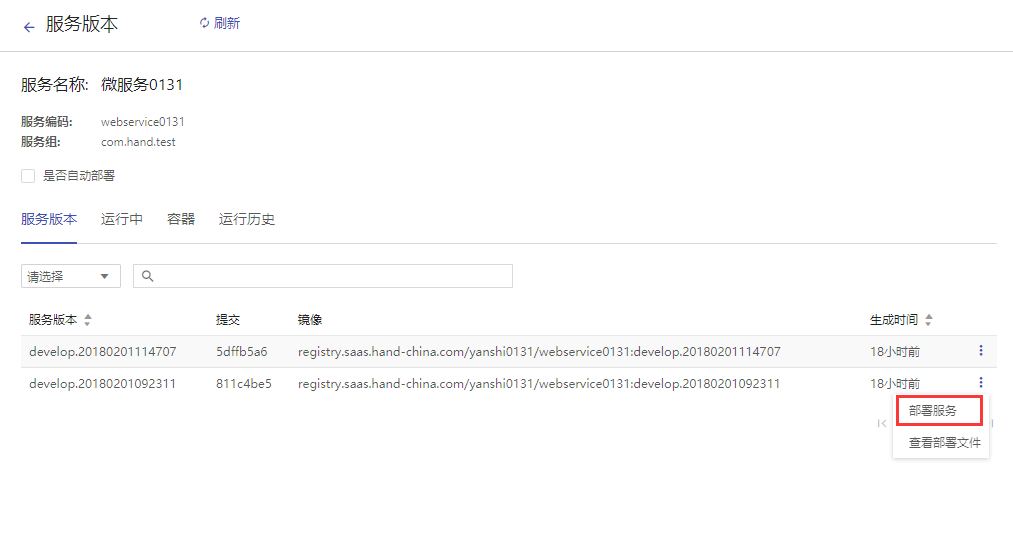 服务版本 刷新
服务名称: 微服务0131
服务编码: webservice0131
服务组: com.hand.test
是否自动部署
服务版本 运行中 容器 运行历史
请选择
服务版本 提交 镜像 生成时间
develop.20180201114707 5dffb5a6 registry.saas.hand-china.com/yanshi0131/webservice0131:develop.20180201114707 18小时前
develop.20180201092311 811c4be5 registry.saas.hand-china.com/yanshi0131/webservice0131:develop.20180201092311 18小时前
部署服务
查看部署文件